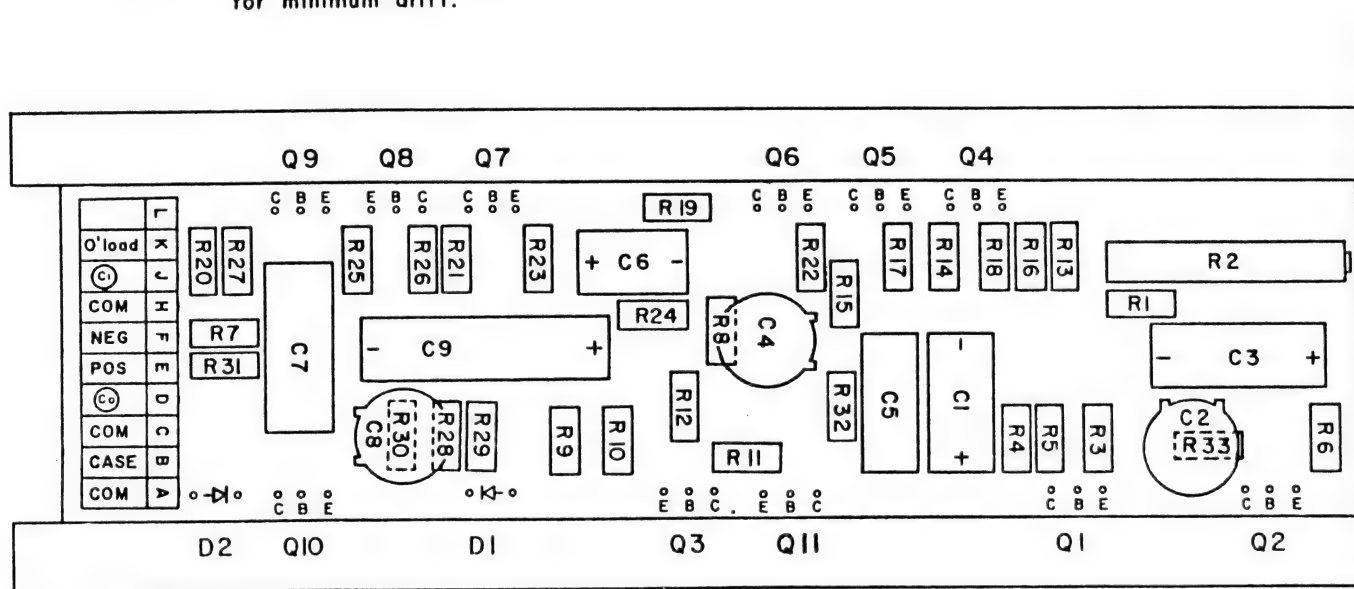 for minimum drift.
Q9 Q8 Q7 Q6 Q5 Q4
C B E E B C C B E C B E C B E C B E
L
O'load K
Ci J
COM H
NEG F
POS E
Co D
COM C
CASE B
COM A
R20
R27
R7
R31
C7
R25
R26
R21
R23
C9
- +
C8
R30
R28
R29
R9
R10
R19
+ C6 -
R24
R8
C4
R12
R11
R22
R15
R32
R17
C5
R14
- C1 +
R18
R16
R13
R4
R5
R3
R2
R1
- C3 +
C2
R33
R6
C B E E B C . E B C C B E C B E
D2 Q10 D1 Q3 Q11 Q1 Q2